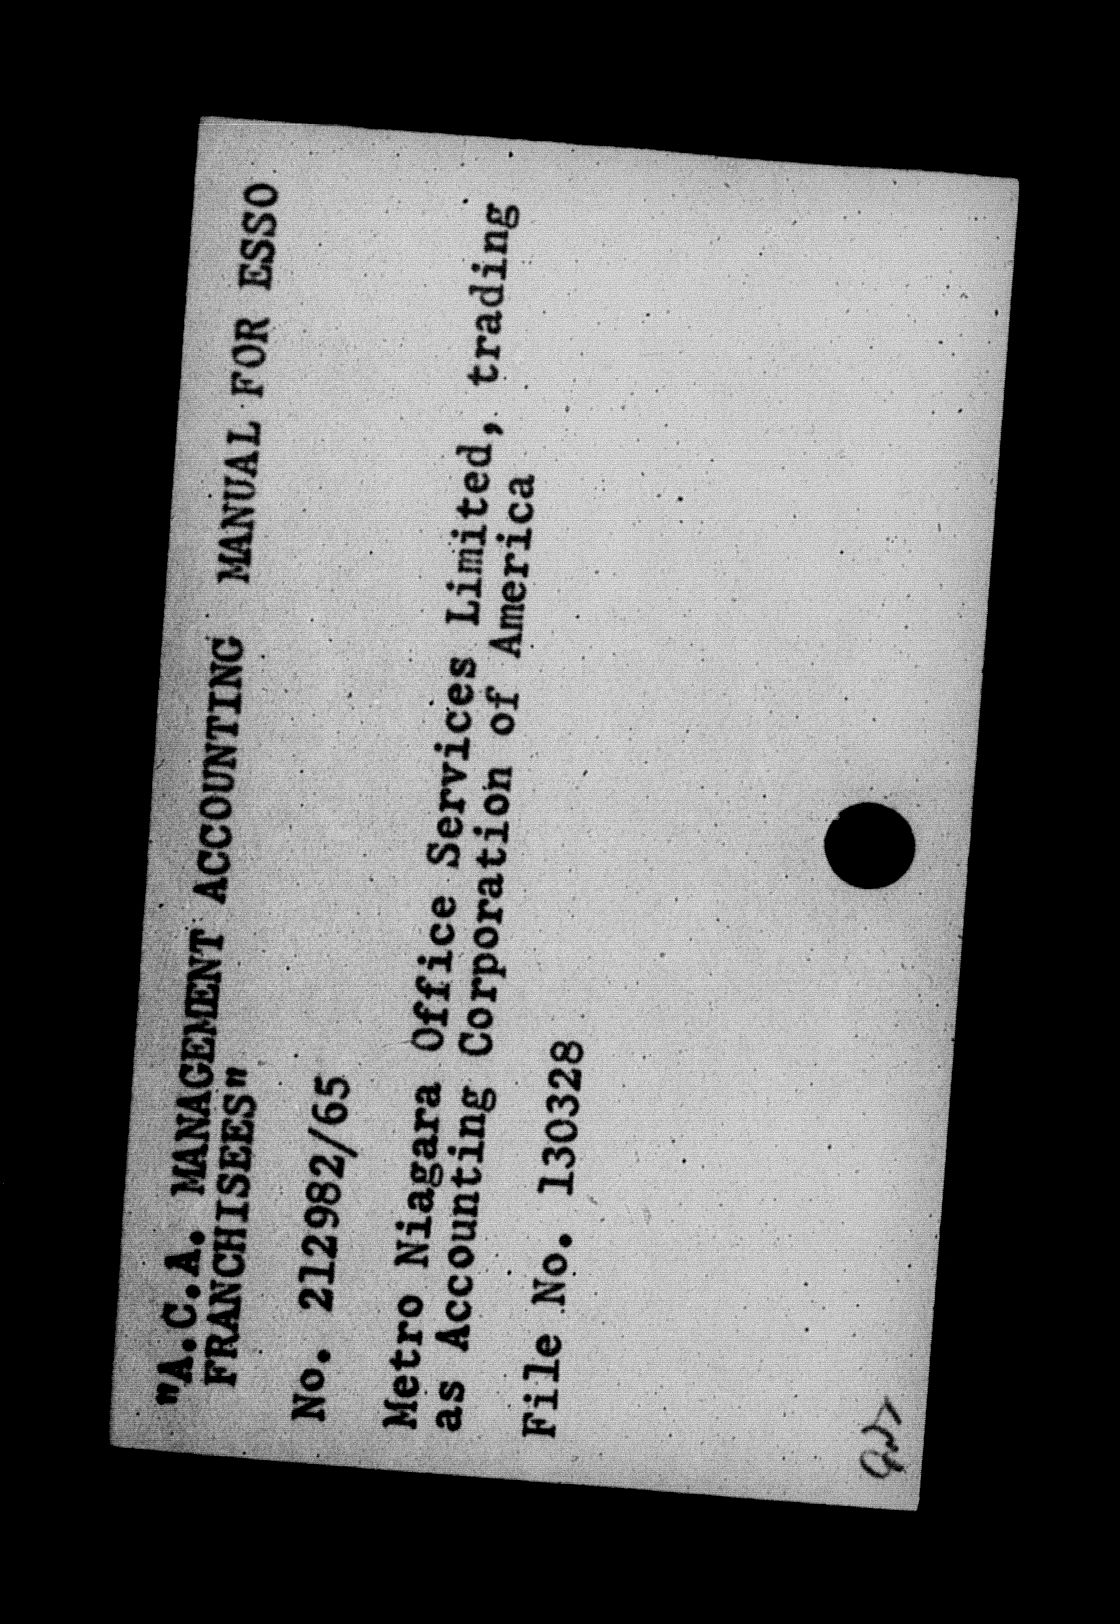 "A.C.A. MANAGEMENT ACCOUNTING MANUAL FOR ESSO
FRANCHISEES"
No. 212982/65
Metro Niagara Office Services Limited, trading
as Accounting Corporation of America
File No. 130328